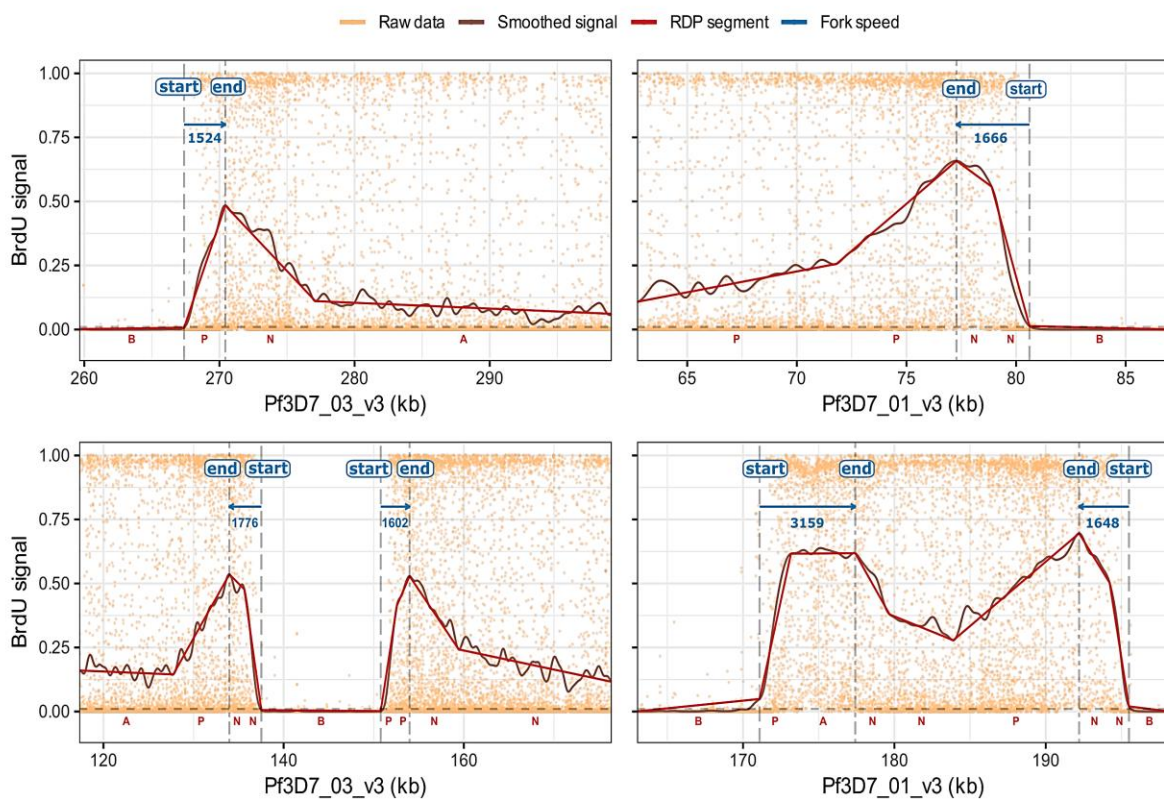 Raw data Smoothed signal RDP segment Fork speed
1.00
0.75
0.50
0.25
0.00
BrdU signal
start end
1524
B P N A
260 270 280 290
Pf3D7_03_v3 (kb)
end start
1666
P P N N B
65 70 75 80 85
Pf3D7_01_v3 (kb)
1.00
0.75
0.50
0.25
0.00
BrdU signal
end start start end
1776 1602
A P N N B P P N N
120 140 160
Pf3D7_03_v3 (kb)
start end end start
3159 1648
B P A N N P N N B
170 180 190
Pf3D7_01_v3 (kb)